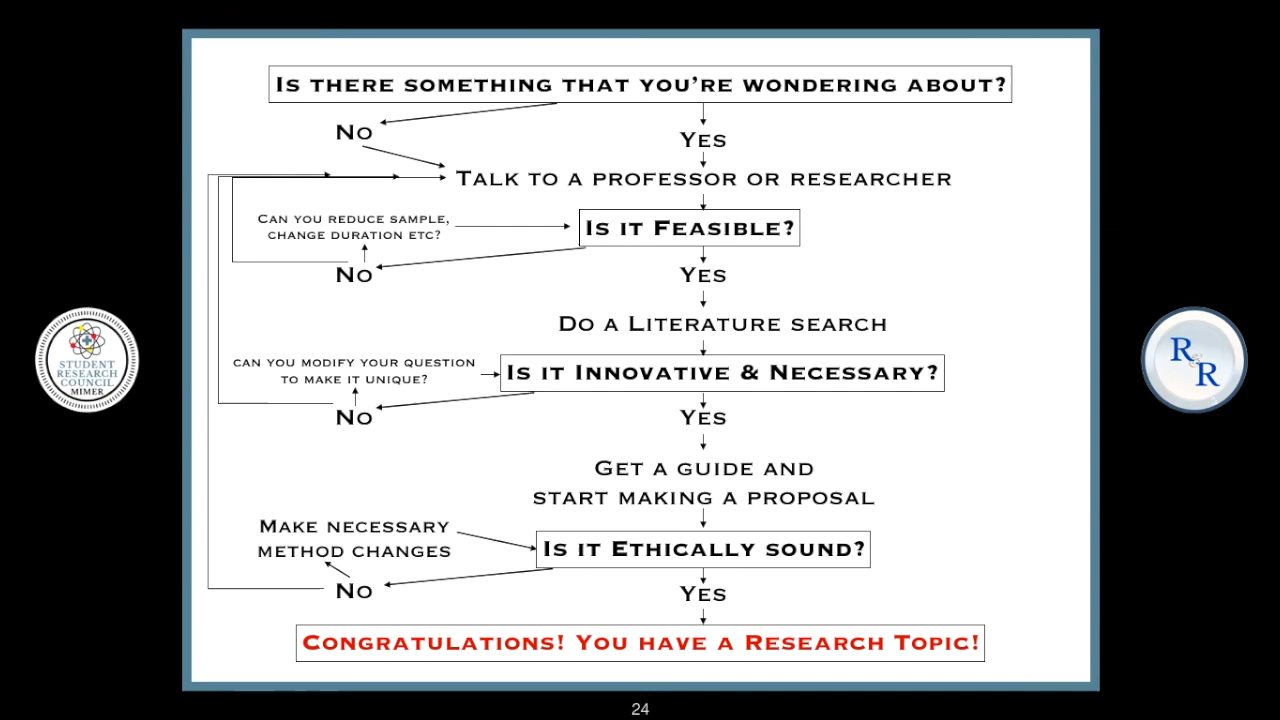 Is there something that you're wondering about?
No
Yes
Talk to a professor or researcher
Can you reduce sample,
change duration etc?
Is it Feasible?
No
Yes
Do a Literature search
can you modify your question
to make it unique?
Is it Innovative & Necessary?
No
Yes
Get a guide and
start making a proposal
Make necessary
method changes
Is it Ethically sound?
No
Yes
Congratulations! You have a Research Topic!
STUDENT
RESEARCH
COUNCIL
MIMER
R
R
24